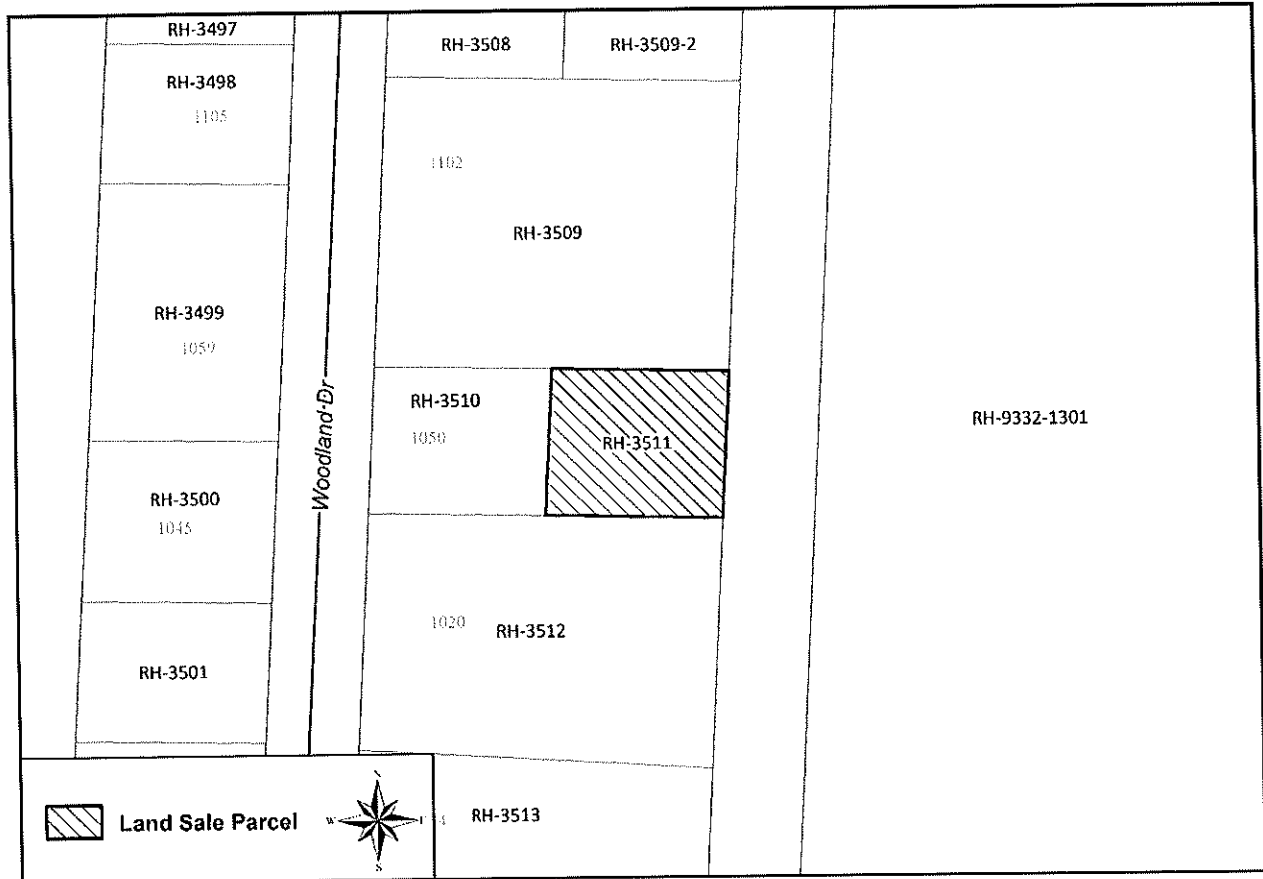 RH-3497
RH-3498
1105
RH-3499
1059
RH-3500
1045
RH-3501
Woodland Dr
RH-3508
RH-3509-2
1102
RH-3509
RH-3510
1050
RH-3511
1020
RH-3512
RH-3513
RH-9332-1301
Land Sale Parcel
N
W
E
S